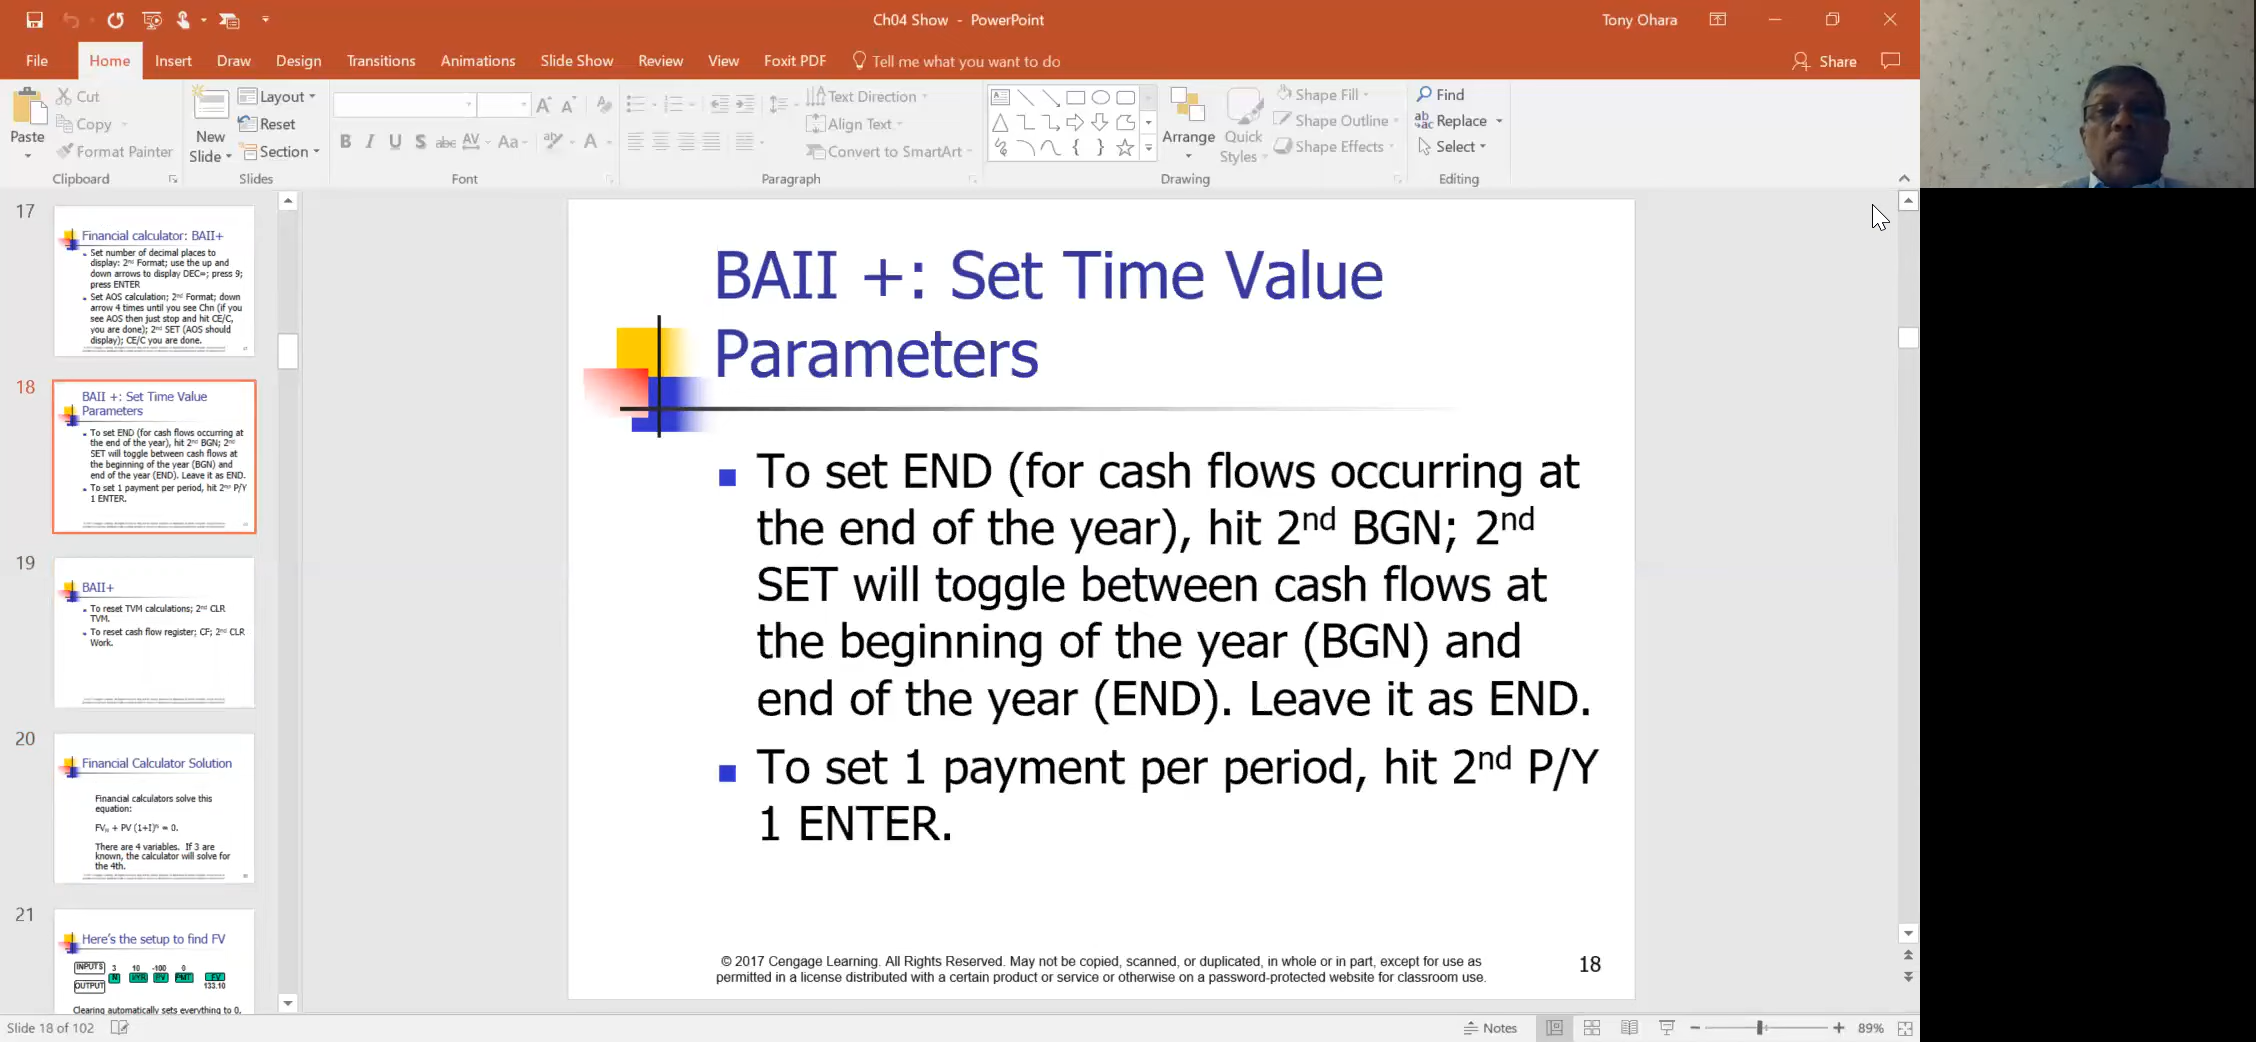 Ch04 Show - PowerPoint
Tony Ohara
File Home Insert Draw Design Transitions Animations Slide Show Review View Foxit PDF Tell me what you want to do
Share
Paste
Cut
Copy
Format Painter
Clipboard
New
Slide
Layout
Reset
Section
Slides
B I U S abc AV Aa A
Font
Text Direction
Align Text
Convert to SmartArt
Paragraph
Arrange
Quick
Styles
Shape Fill
Shape Outline
Shape Effects
Drawing
Find
Replace
Select
Editing
17
Financial calculator: BAII+
Set number of decimal places to
display: 2nd Format; use the up and
down arrows to display DEC=; press 9;
press ENTER
Set AOS calculation; 2nd Format; down
arrow 4 times until you see Chn (if you
see AOS then just stop and hit CE/C,
you are done); 2nd SET (AOS should
display); CE/C you are done.
18
BAII +: Set Time Value
Parameters
To set END (for cash flows occurring at
the end of the year), hit 2nd BGN; 2nd
SET will toggle between cash flows at
the beginning of the year (BGN) and
end of the year (END). Leave it as END.
To set 1 payment per period, hit 2nd P/Y
1 ENTER.
19
BAII+
To reset TVM calculations; 2nd CLR
TVM.
To reset cash flow register; CF; 2nd CLR
Work.
20
Financial Calculator Solution
Financial calculators solve this
equation:
FVN + PV (1+I)N = 0.
There are 4 variables. If 3 are
known, the calculator will solve for
the 4th.
21
Here's the setup to find FV
INPUTS 3 10 -100 0
N I/YR PV PMT FV
OUTPUT 133.10
Clearing automatically sets everything to 0,
BAII +: Set Time Value
Parameters
To set END (for cash flows occurring at
the end of the year), hit 2nd BGN; 2nd
SET will toggle between cash flows at
the beginning of the year (BGN) and
end of the year (END). Leave it as END.
To set 1 payment per period, hit 2nd P/Y
1 ENTER.
© 2017 Cengage Learning. All Rights Reserved. May not be copied, scanned, or duplicated, in whole or in part, except for use as
permitted in a license distributed with a certain product or service or otherwise on a password-protected website for classroom use.
18
Slide 18 of 102
Notes
89%